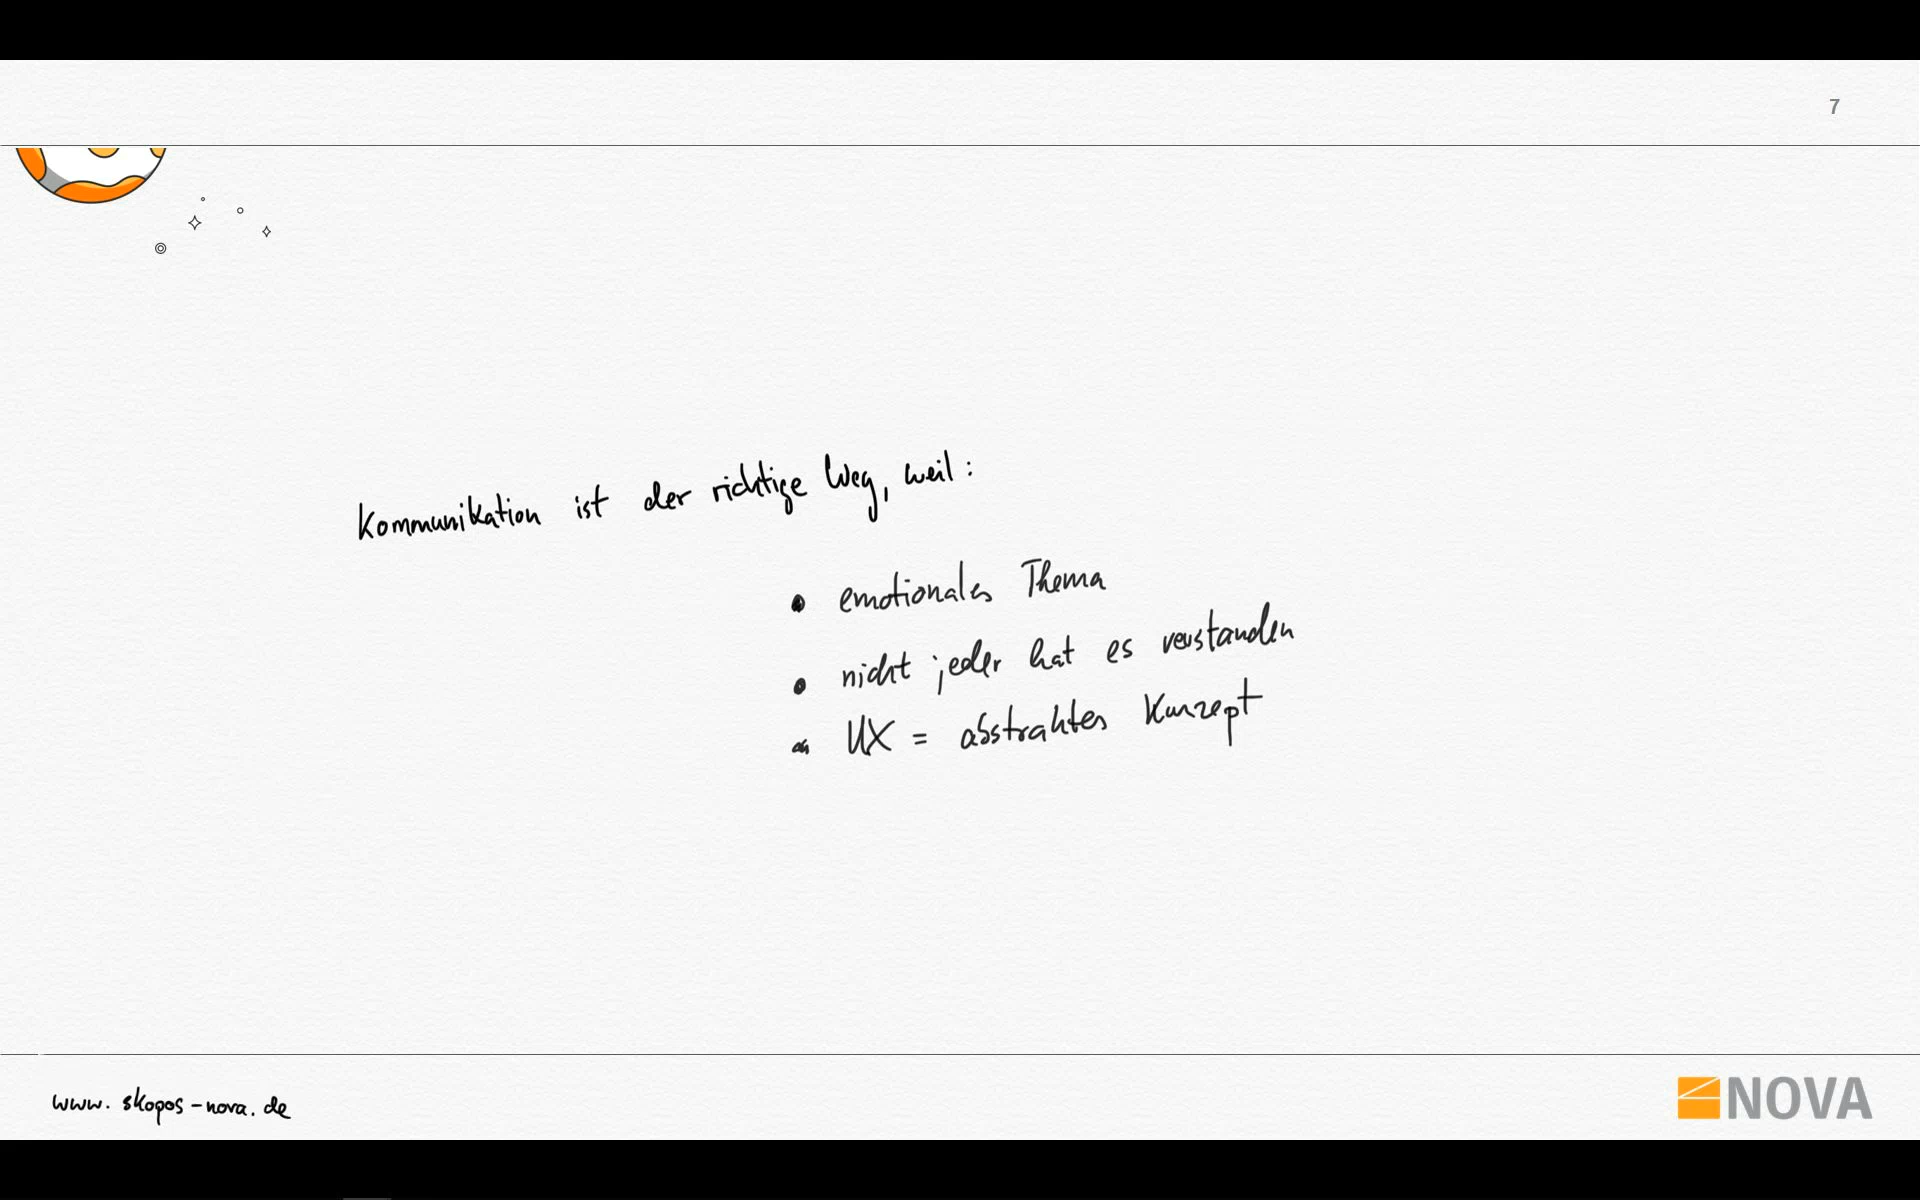 7
Kommunikation ist der richtige Weg, weil:
• emotionales Thema
• nicht jeder hat es verstanden
• UX = abstraktes Konzept
www.skopos-nova.de
NOVA